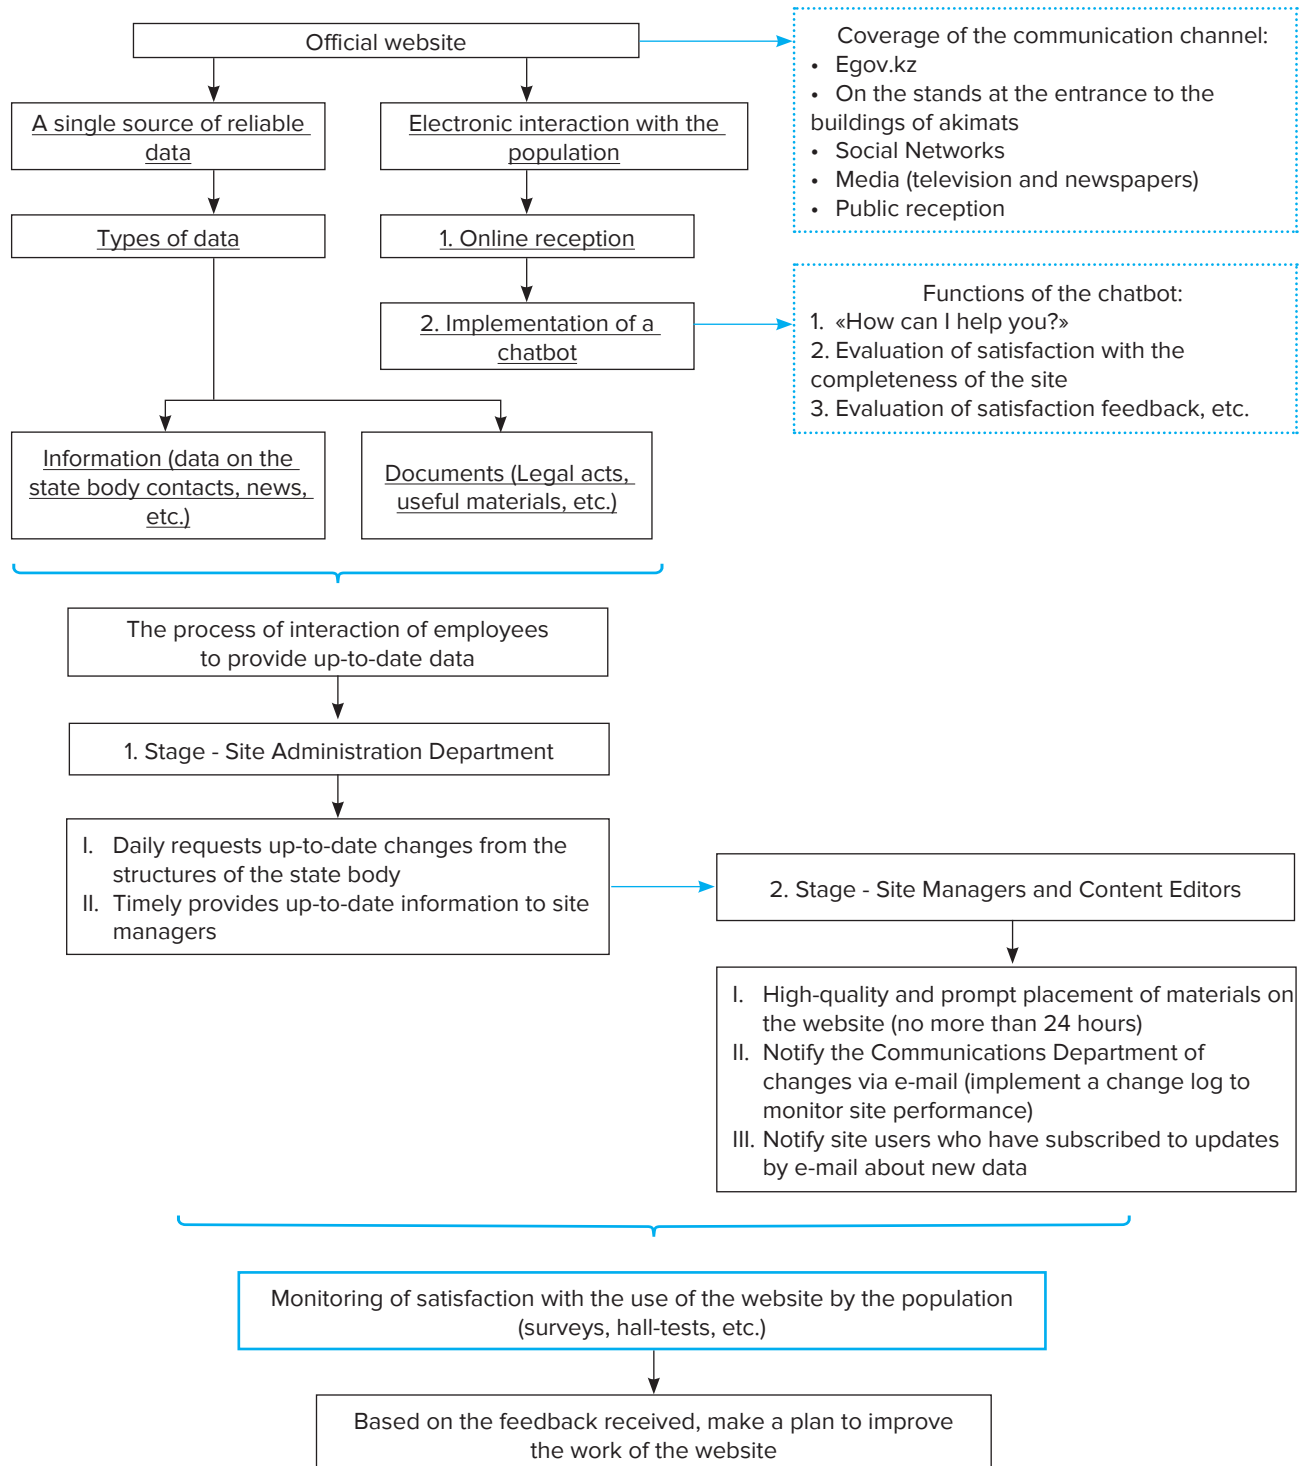 Official website
Coverage of the communication channel:
• Egov.kz
• On the stands at the entrance to the
buildings of akimats
• Social Networks
• Media (television and newspapers)
• Public reception
A single source of reliable
data
Electronic interaction with the
population
Types of data
1. Online reception
2. Implementation of a
chatbot
Functions of the chatbot:
1. «How can I help you?»
2. Evaluation of satisfaction with the
completeness of the site
3. Evaluation of satisfaction feedback, etc.
Information (data on the
state body contacts, news,
etc.)
Documents (Legal acts,
useful materials, etc.)
The process of interaction of employees
to provide up-to-date data
1. Stage - Site Administration Department
I. Daily requests up-to-date changes from the
structures of the state body
II. Timely provides up-to-date information to site
managers
2. Stage - Site Managers and Content Editors
I. High-quality and prompt placement of materials on
the website (no more than 24 hours)
II. Notify the Communications Department of
changes via e-mail (implement a change log to
monitor site performance)
III. Notify site users who have subscribed to updates
by e-mail about new data
Monitoring of satisfaction with the use of the website by the population
(surveys, hall-tests, etc.)
Based on the feedback received, make a plan to improve
the work of the website